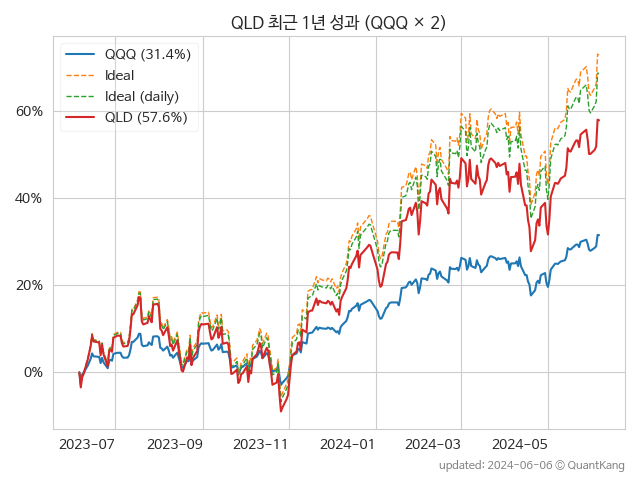 QLD 최근 1년 성과 (QQQ × 2)
QQQ (31.4%)
Ideal
Ideal (daily)
QLD (57.6%)
60%
40%
20%
0%
2023-07 2023-09 2023-11 2024-01 2024-03 2024-05
updated: 2024-06-06 © QuantKang